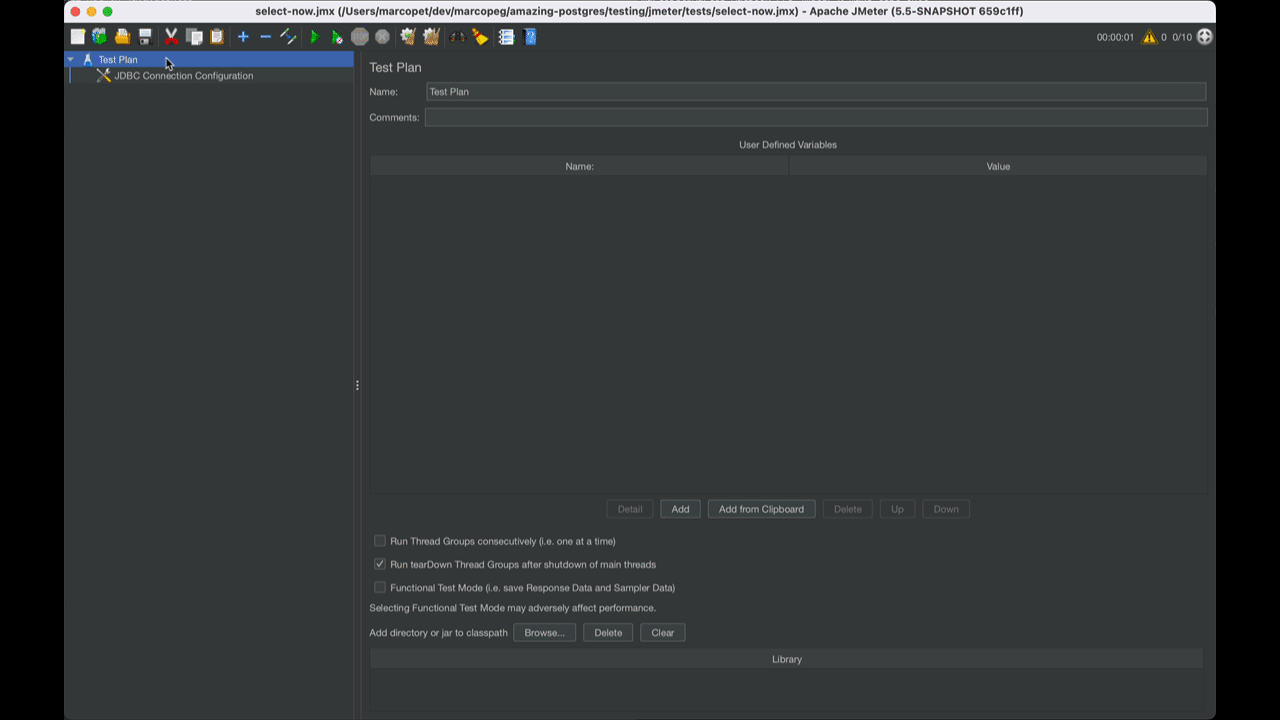 select-now.jmx (/Users/marcopet/dev/marcopeg/amazing-postgres/testing/jmeter/tests/select-now.jmx) - Apache JMeter (5.5-SNAPSHOT 659c1ff)
00:00:01 0 0/10
Test Plan
JDBC Connection Configuration
Test Plan
Name: Test Plan
Comments:
User Defined Variables
Name: Value
Detail Add Add from Clipboard Delete Up Down
Run Thread Groups consecutively (i.e. one at a time)
Run tearDown Thread Groups after shutdown of main threads
Functional Test Mode (i.e. save Response Data and Sampler Data)
Selecting Functional Test Mode may adversely affect performance.
Add directory or jar to classpath Browse... Delete Clear
Library